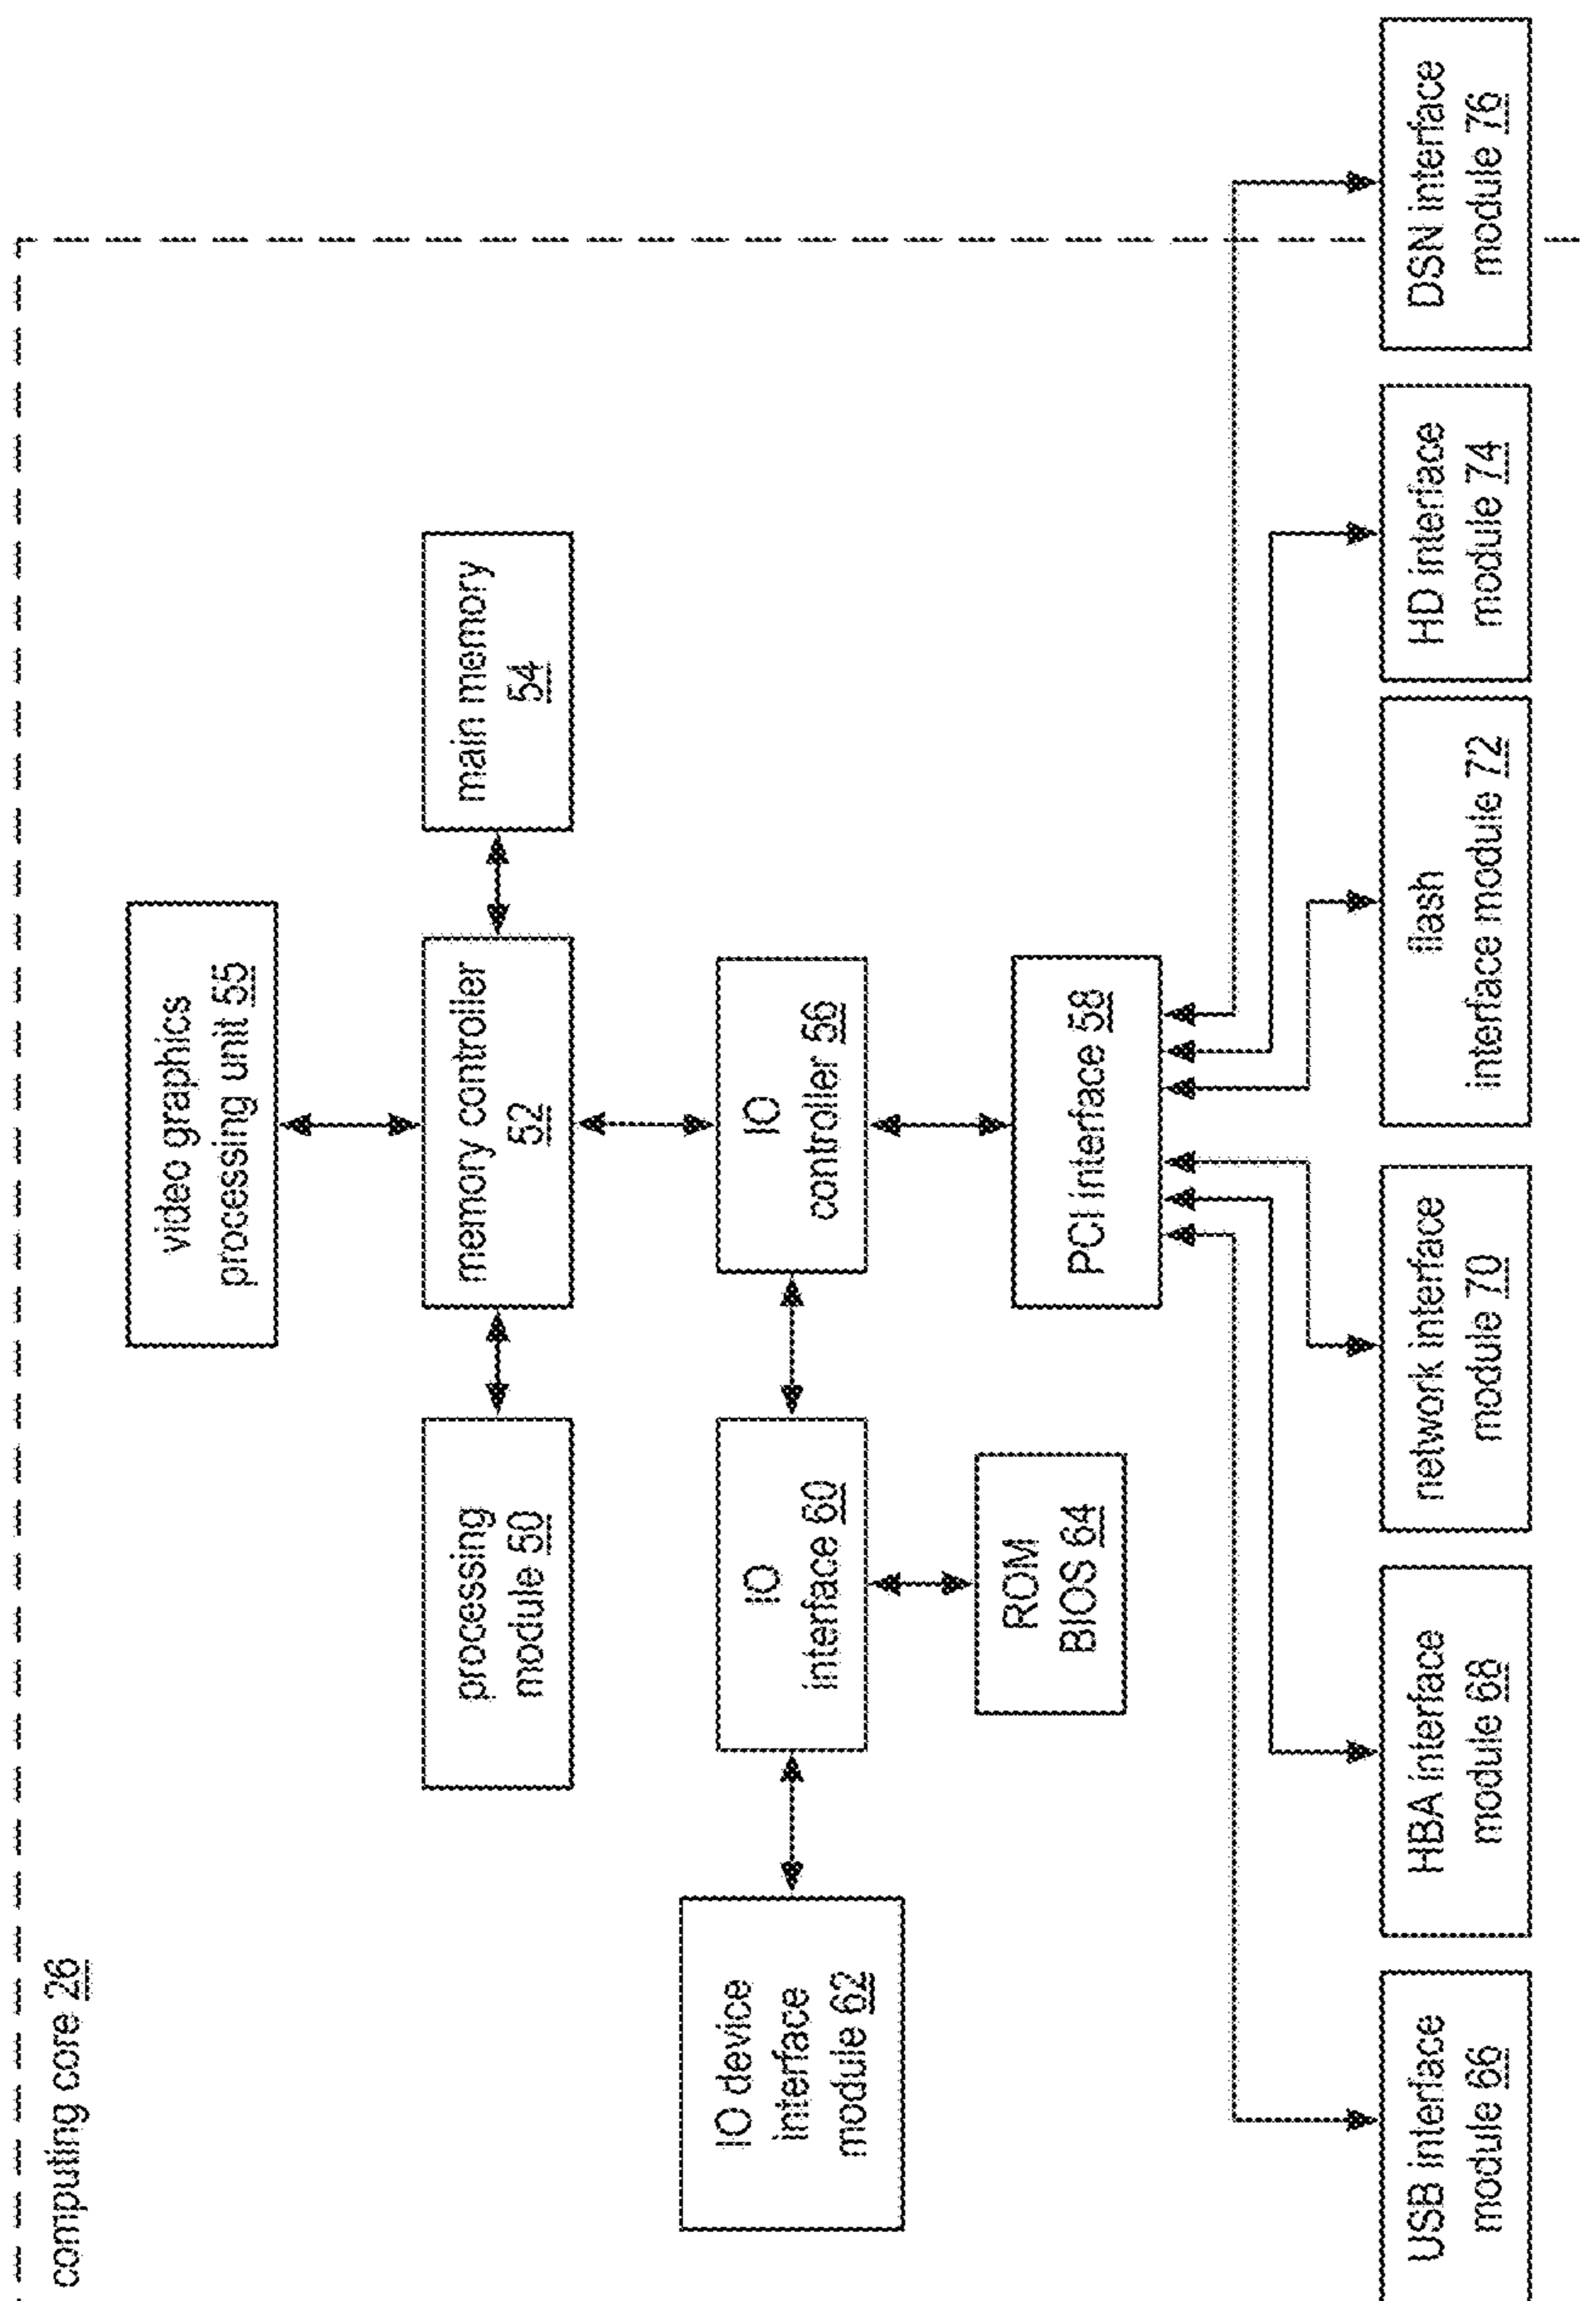 computing core 26
video graphics
processing unit 55
processing
module 50
memory controller
52
main memory
54
IO device
interface
module 62
IO
interface 60
IO
controller 56
ROM
BIOS 64
PCI interface 58
USB interface
module 66
HBA interface
module 68
network interface
module 70
flash
interface module 72
HD interface
module 74
DSN interface
module 76